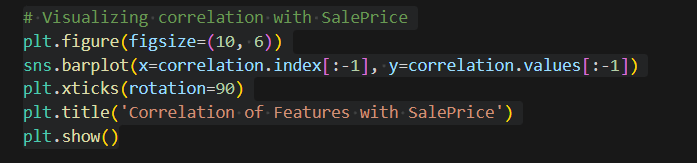 # Visualizing correlation with SalePrice
plt.figure(figsize=(10, 6))
sns.barplot(x=correlation.index[:-1], y=correlation.values[:-1])
plt.xticks(rotation=90)
plt.title('Correlation of Features with SalePrice')
plt.show()